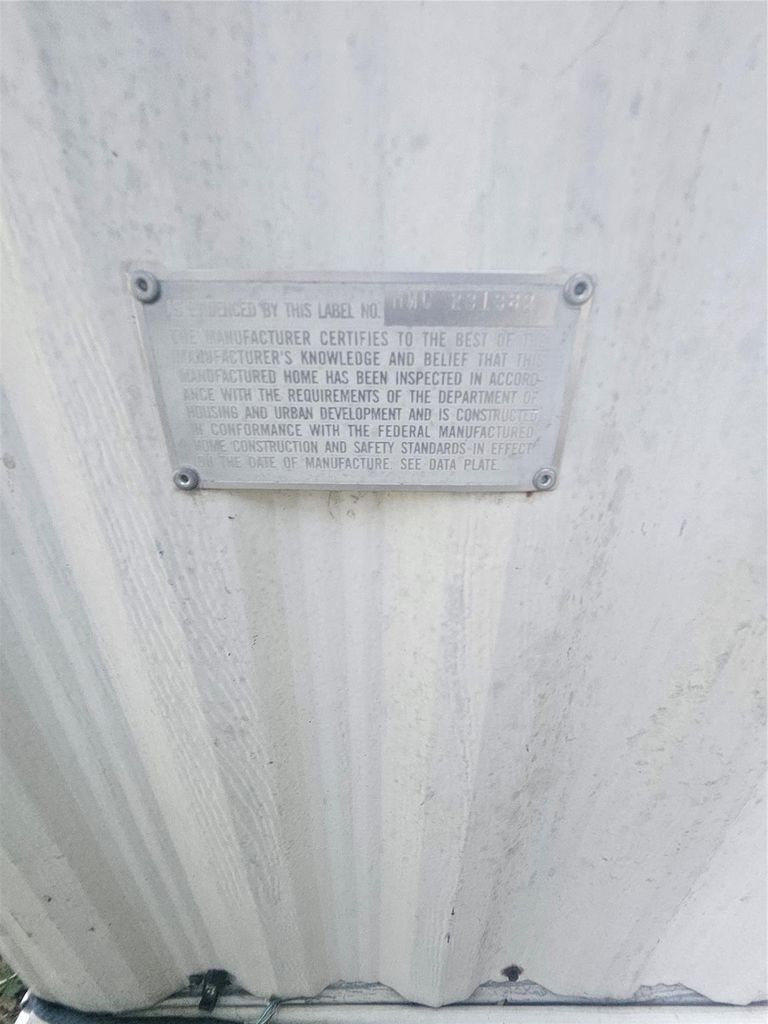 AS EVIDENCED BY THIS LABEL NO.
THE MANUFACTURER CERTIFIES TO THE BEST OF THE
MANUFACTURER'S KNOWLEDGE AND BELIEF THAT THIS
MANUFACTURED HOME HAS BEEN INSPECTED IN ACCORD-
ANCE WITH THE REQUIREMENTS OF THE DEPARTMENT OF
HOUSING AND URBAN DEVELOPMENT AND IS CONSTRUCTED
IN CONFORMANCE WITH THE FEDERAL MANUFACTURED
HOME CONSTRUCTION AND SAFETY STANDARDS IN EFFECT
ON THE DATE OF MANUFACTURE. SEE DATA PLATE.